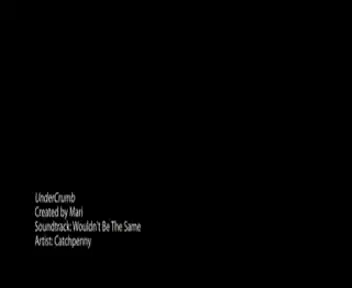 UnderCrumb
Created by Mari
Soundtrack: Wouldn't Be The Same
Artist: Catchpenny